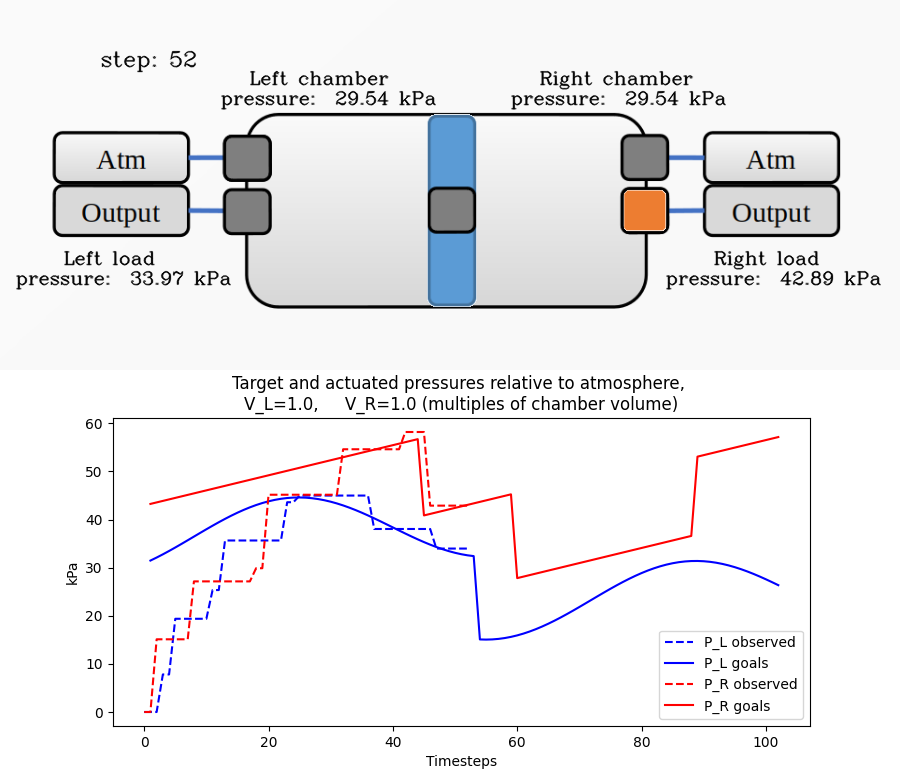 step: 52
Left chamber
pressure: 29.54 kPa
Right chamber
pressure: 29.54 kPa
Atm
Output
Atm
Output
Left load
pressure: 33.97 kPa
Right load
pressure: 42.89 kPa
Target and actuated pressures relative to atmosphere,
V_L=1.0, V_R=1.0 (multiples of chamber volume)
60
50
40
30
20
10
0
kPa
0 20 40 60 80 100
Timesteps
P_L observed
P_L goals
P_R observed
P_R goals